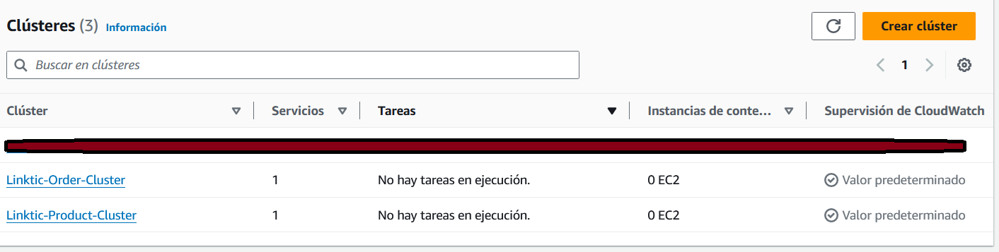 Clústeres (3) Información
Crear clúster
Buscar en clústeres
1
Clúster Servicios Tareas Instancias de conte... Supervisión de CloudWatch
Linktic-Order-Cluster 1 No hay tareas en ejecución. 0 EC2 Valor predeterminado
Linktic-Product-Cluster 1 No hay tareas en ejecución. 0 EC2 Valor predeterminado